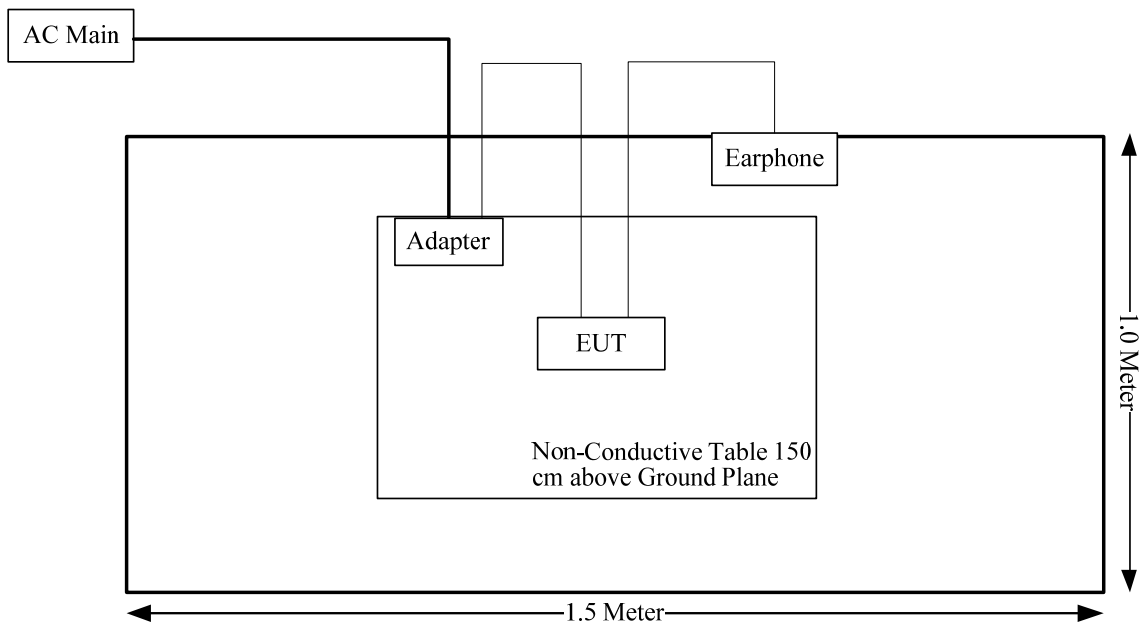 AC Main
Earphone
Adapter
EUT
1.0 Meter
Non-Conductive Table 150
cm above Ground Plane
1.5 Meter